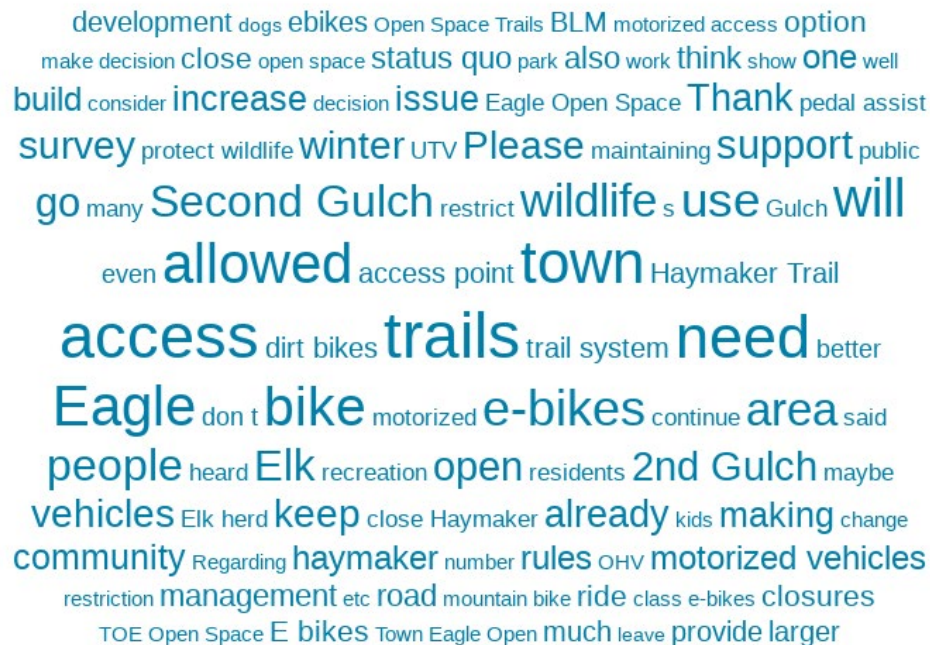 development dogs ebikes Open Space Trails BLM motorized access option
make decision close open space status quo park also work think show one well
build consider increase decision issue Eagle Open Space Thank pedal assist
survey protect wildlife winter UTV Please maintaining support public
go many Second Gulch restrict wildlife s use Gulch will
even allowed access point town Haymaker Trail
access dirt bikes trails trail system need better
Eagle don t bike motorized e-bikes continue area said
people heard Elk recreation open residents 2nd Gulch maybe
vehicles Elk herd keep close Haymaker already kids making change
community Regarding haymaker number rules OHV motorized vehicles
restriction management etc road mountain bike ride class e-bikes closures
TOE Open Space E bikes Town Eagle Open much leave provide larger